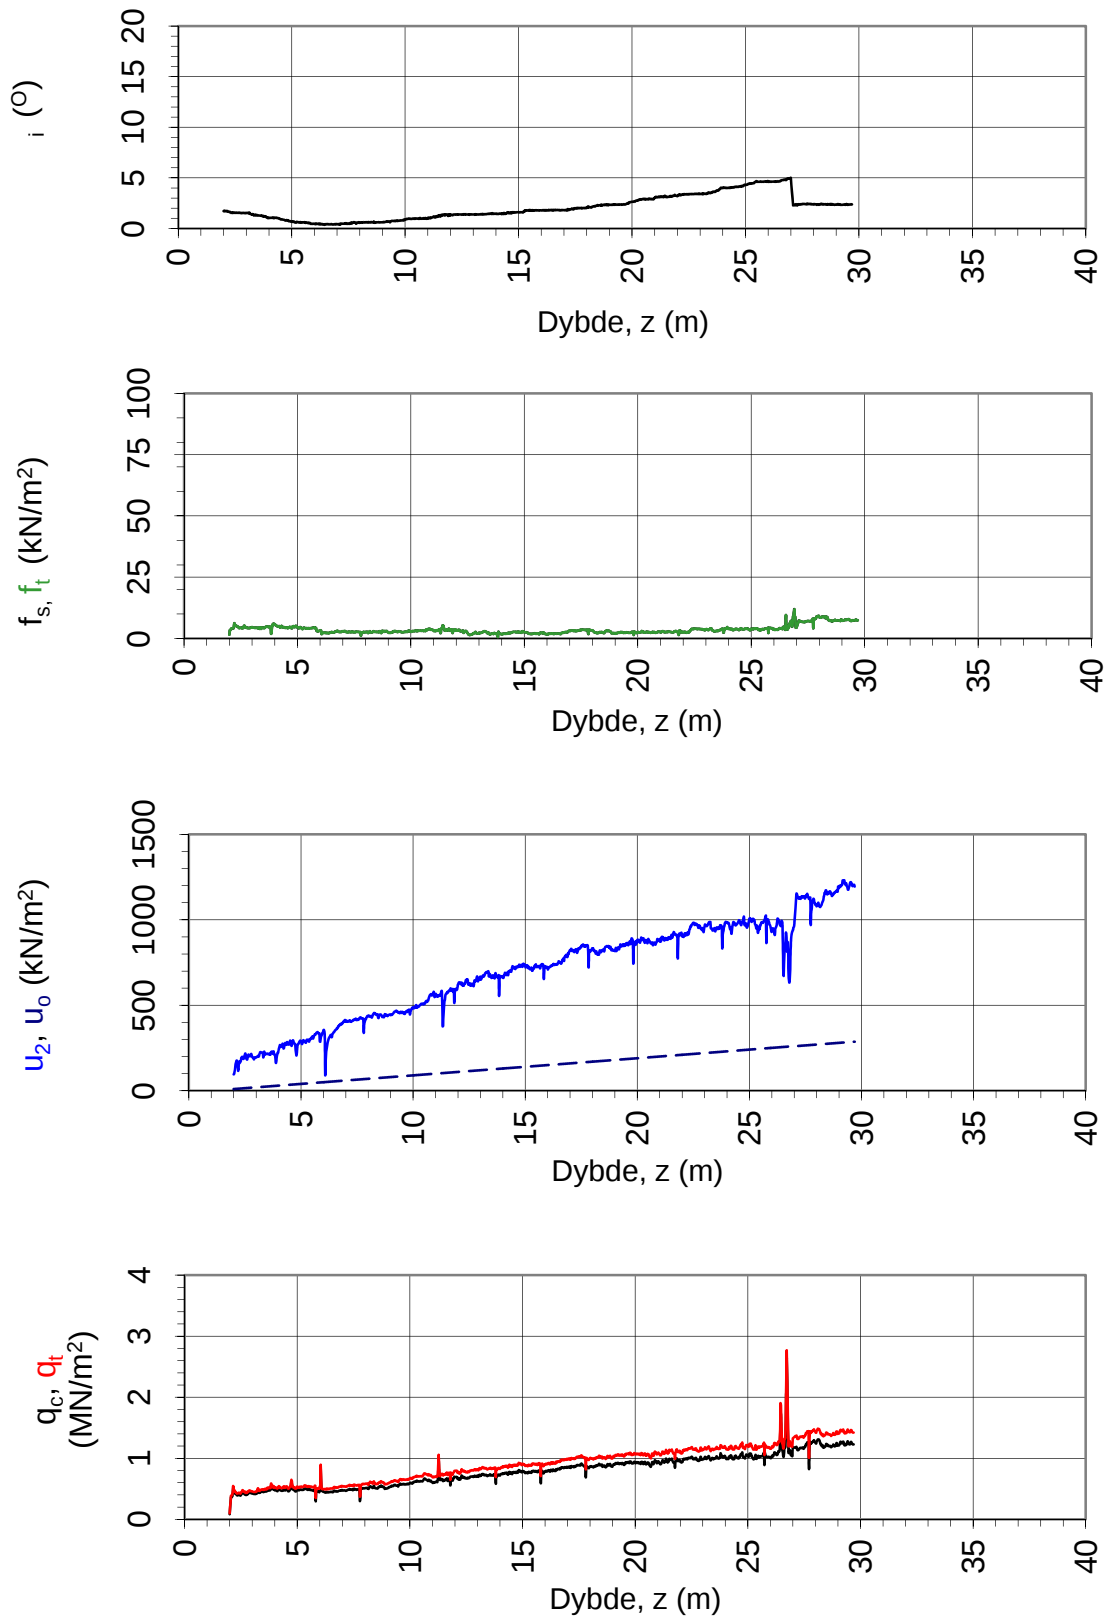 i (O)
20
15
10
5
0
0 5 10 15 20 25 30 35 40
Dybde, z (m)
fs, ft (kN/m2)
100
75
50
25
0
0 5 10 15 20 25 30 35 40
Dybde, z (m)
u2, uo (kN/m2)
1500
1000
500
0
0 5 10 15 20 25 30 35 40
Dybde, z (m)
qc, qt
(MN/m2)
4
3
2
1
0
0 5 10 15 20 25 30 35 40
Dybde, z (m)